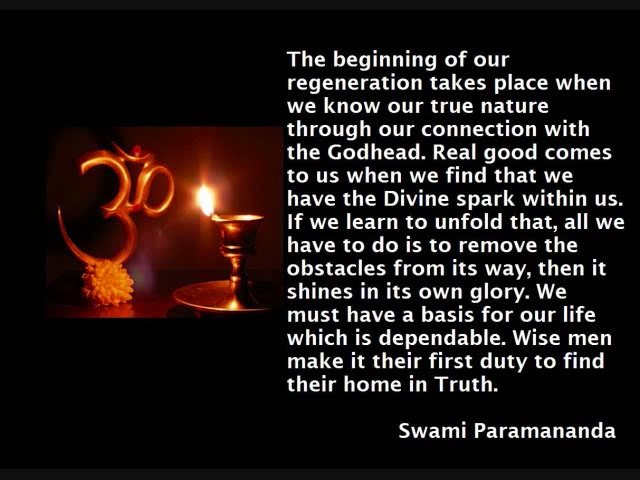 The beginning of our
regeneration takes place when
we know our true nature
through our connection with
the Godhead. Real good comes
to us when we find that we
have the Divine spark within us.
If we learn to unfold that, all we
have to do is to remove the
obstacles from its way, then it
shines in its own glory. We
must have a basis for our life
which is dependable. Wise men
make it their first duty to find
their home in Truth.
Swami Paramananda